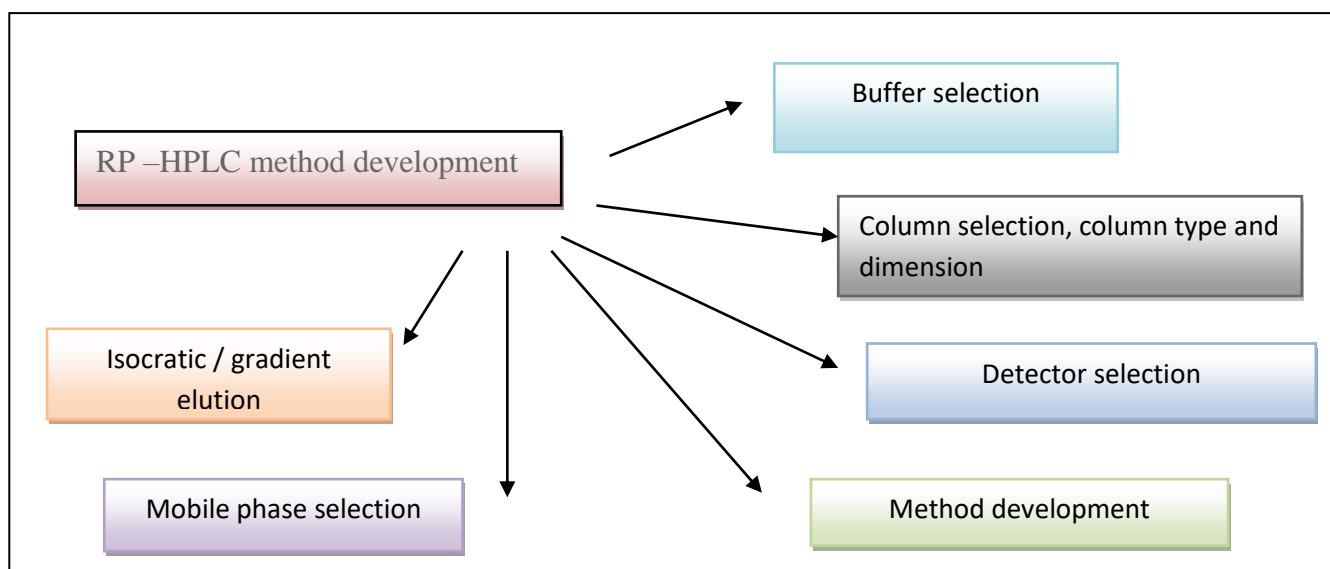 Buffer selection
RP –HPLC method development
Column selection, column type and
dimension
Isocratic / gradient
elution
Detector selection
Mobile phase selection
Method development